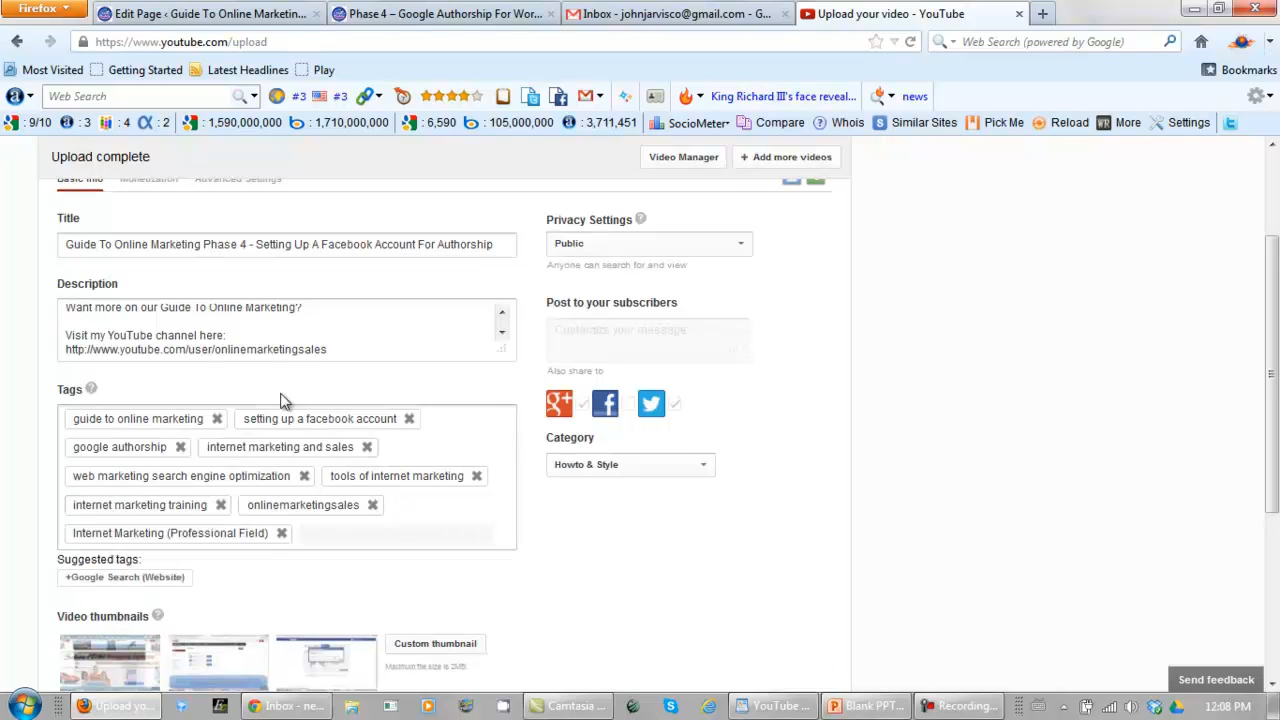 Firefox
Edit Page ‹ Guide To Online Marketin...
Phase 4 – Google Authorship For Wor...
Inbox - johnjarvisco@gmail.com - G...
Upload your video - YouTube
https://www.youtube.com/upload
Web Search (powered by Google)
Most Visited
Getting Started
Latest Headlines
Play
Bookmarks
Web Search
#3
#3
King Richard III's face reveal...
news
: 9/10
: 3
: 4
: 2
: 1,590,000,000
: 1,710,000,000
: 6,590
: 105,000,000
: 3,711,451
SocioMeter
Compare
Whois
Similar Sites
Pick Me
Reload
More
Settings
Upload complete
Video Manager
+ Add more videos
Basic Info
Monetization
Advanced Settings
Title
Guide To Online Marketing Phase 4 - Setting Up A Facebook Account For Authorship
Description
Want more on our Guide To Online Marketing?
Visit my YouTube channel here:
http://www.youtube.com/user/onlinemarketingsales
Tags
guide to online marketing
setting up a facebook account
google authorship
internet marketing and sales
web marketing search engine optimization
tools of internet marketing
internet marketing training
onlinemarketingsales
Internet Marketing (Professional Field)
Suggested tags:
+Google Search (Website)
Video thumbnails
Custom thumbnail
Maximum file size is 2MB.
Privacy Settings
Public
Anyone can search for and view
Post to your subscribers
Customize your message
Also share to
Category
Howto & Style
Send feedback
Upload yo...
Inbox - ne...
Camtasia ...
YouTube ...
Blank PPT...
Recording...
12:08 PM